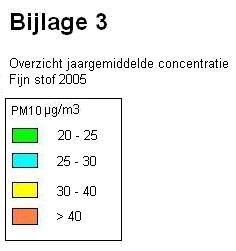 Bijlage 3
Overzicht jaargemiddelde concentratie
Fijn stof 2005
PM10 µg/m3
20 - 25
25 - 30
30 - 40
> 40